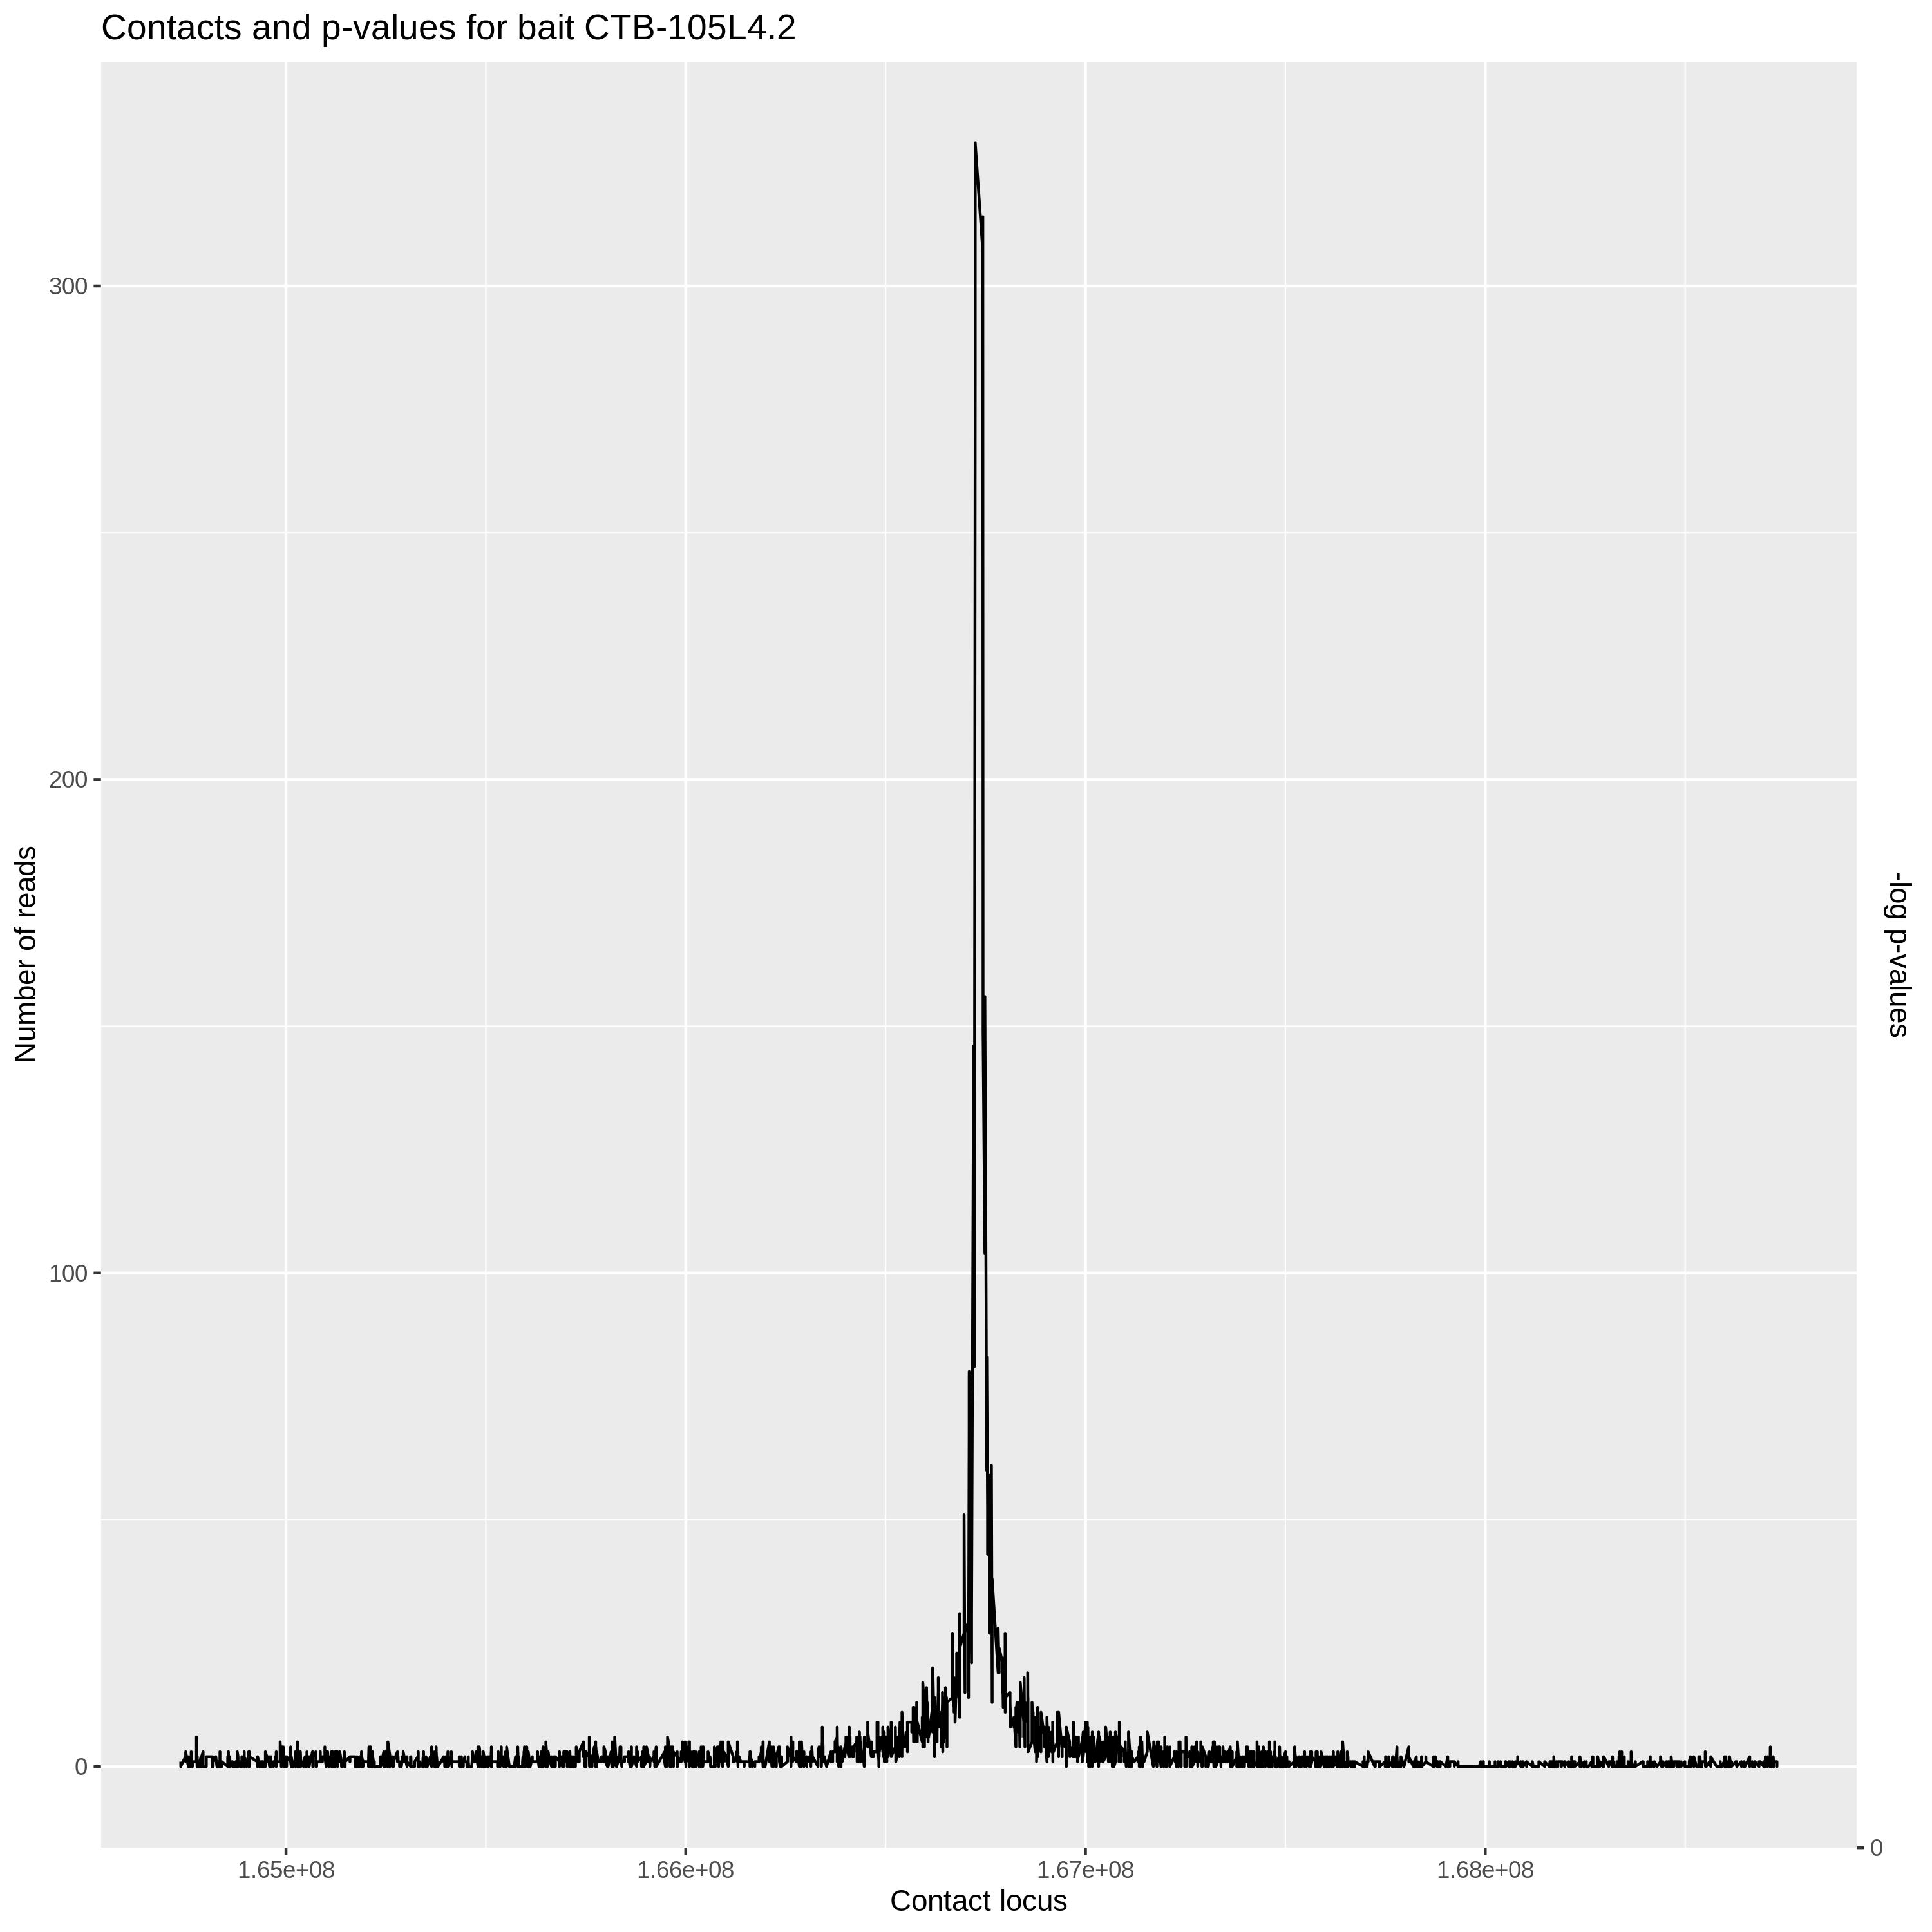 Contacts and p-values for bait CTB-105L4.2
300
200
100
0
Number of reads
-log p-values
0
1.65e+08
1.66e+08
1.67e+08
1.68e+08
Contact locus